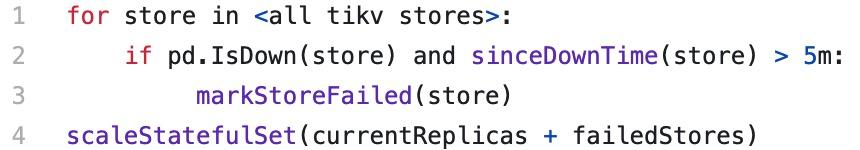 1 for store in <all tikv stores>:
2 if pd.IsDown(store) and sinceDownTime(store) > 5m:
3 markStoreFailed(store)
4 scaleStatefulSet(currentReplicas + failedStores)